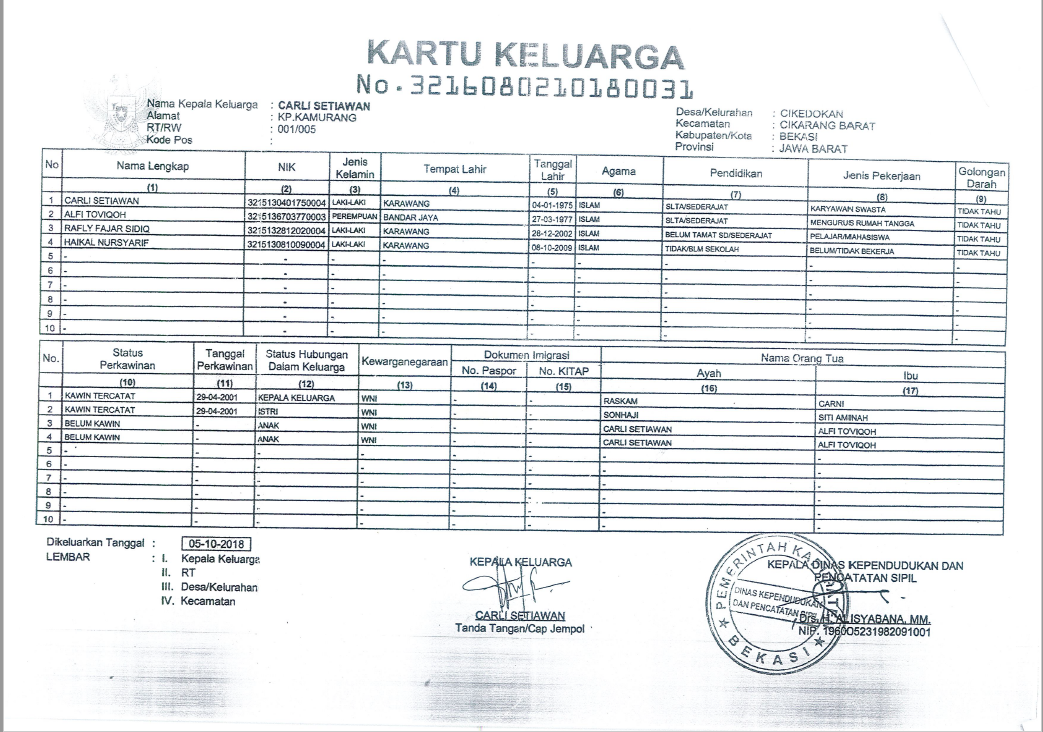 KARTU KELUARGA
No. 3216080210180031
Nama Kepala Keluarga : CARLI SETIAWAN
Alamat : KP.KAMURANG
RT/RW : 001/005
Kode Pos :
Desa/Kelurahan : CIKEDOKAN
Kecamatan : CIKARANG BARAT
Kabupaten/Kota : BEKASI
Provinsi : JAWA BARAT
No Nama Lengkap NIK Jenis Kelamin Tempat Lahir Tanggal Lahir Agama Pendidikan Jenis Pekerjaan Golongan Darah
(1) (2) (3) (4) (5) (6) (7) (8) (9)
1 CARLI SETIAWAN 3215130401750004 LAKI-LAKI KARAWANG 04-01-1975 ISLAM SLTA/SEDERAJAT KARYAWAN SWASTA TIDAK TAHU
2 ALFI TOVIQOH 3215136703770003 PEREMPUAN BANDAR JAYA 27-03-1977 ISLAM SLTA/SEDERAJAT MENGURUS RUMAH TANGGA TIDAK TAHU
3 RAFLY FAJAR SIDIQ 3215132812020004 LAKI-LAKI KARAWANG 28-12-2002 ISLAM BELUM TAMAT SD/SEDERAJAT PELAJAR/MAHASISWA TIDAK TAHU
4 HAIKAL NURSYARIF 3215130810090004 LAKI-LAKI KARAWANG 08-10-2009 ISLAM TIDAK/BLM SEKOLAH BELUM/TIDAK BEKERJA TIDAK TAHU
5 - - - - - - - - -
6 - - - - - - - - -
7 - - - - - - - - -
8 - - - - - - - - -
9 - - - - - - - - -
10 - - - - - - - - -
No. Status Perkawinan Tanggal Perkawinan Status Hubungan Dalam Keluarga Kewarganegaraan Dokumen Imigrasi Nama Orang Tua
No. Paspor No. KITAP Ayah Ibu
(10) (11) (12) (13) (14) (15) (16) (17)
1 KAWIN TERCATAT 29-04-2001 KEPALA KELUARGA WNI - - RASKAM CARNI
2 KAWIN TERCATAT 29-04-2001 ISTRI WNI - - SONHAJI SITI AMINAH
3 BELUM KAWIN - ANAK WNI - - CARLI SETIAWAN ALFI TO'VIQOH
4 BELUM KAWIN - ANAK WNI - - CARLI SETIAWAN ALFI TO'VIQOH
5 - - - - - - - -
6 - - - - - - - -
7 - - - - - - - -
8 - - - - - - - -
9 - - - - - - - -
10 - - - - - - - -
Dikeluarkan Tanggal : 05-10-2018
LEMBAR : I. Kepala Keluarga
II. RT
III. Desa/Kelurahan
IV. Kecamatan
KEPALA KELUARGA
CARLI SETIAWAN
Tanda Tangan/Cap Jempol
KEPALA DINAS KEPENDUDUKAN DAN
PENCATATAN SIPIL
Drs. H. ALISYABANA, MM.
NIP. 196005231982091001
PEMERINTAH KABUPATEN
DINAS KEPENDUDUKAN
DAN PENCATATAN SIPIL
BEKASI